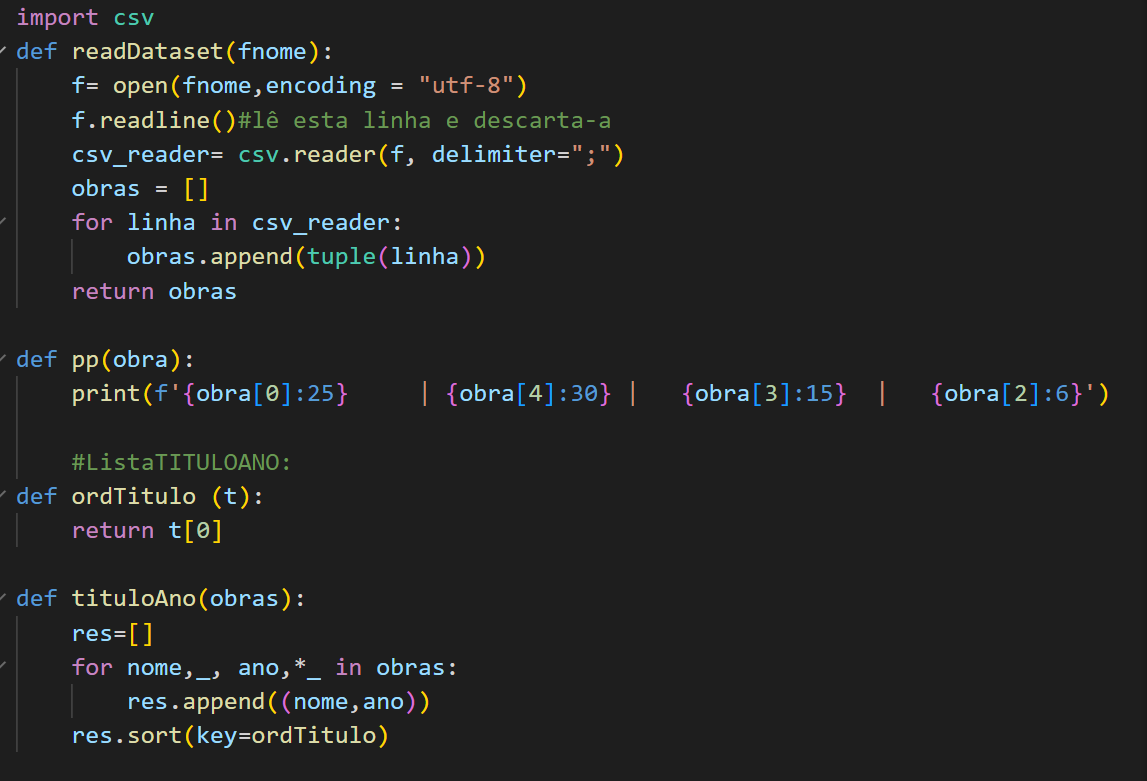 import csv
def readDataset(fnome):
    f= open(fnome,encoding = "utf-8")
    f.readline()#lê esta linha e descarta-a
    csv_reader= csv.reader(f, delimiter=";")
    obras = []
    for linha in csv_reader:
        obras.append(tuple(linha))
    return obras

def pp(obra):
    print(f'{obra[0]:25}     | {obra[4]:30} |   {obra[3]:15}  |   {obra[2]:6}')

    #ListaTITULOANO:
def ordTitulo (t):
    return t[0]

def tituloAno(obras):
    res=[]
    for nome,_, ano,*_ in obras:
        res.append((nome,ano))
    res.sort(key=ordTitulo)